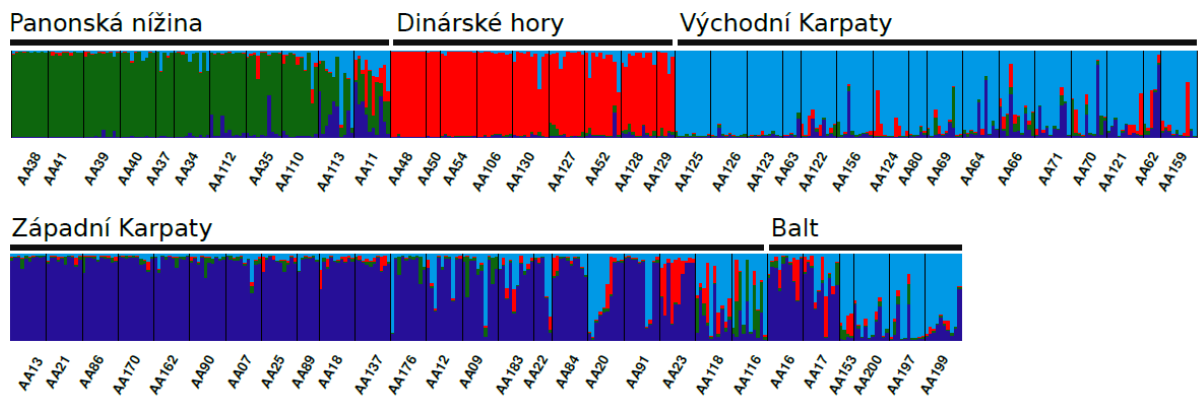 Panonská nížina Dinárské hory Východní Karpaty
AA38 AA41 AA39 AA40 AA37 AA34 AA112 AA35 AA110 AA113 AA11 AA48 AA50 AA54 AA106 AA130 AA127 AA52 AA128 AA129 AA125 AA126 AA123 AA63 AA122 AA156 AA124 AA80 AA69 AA64 AA66 AA71 AA70 AA121 AA62 AA159
Západní Karpaty Balt
AA13 AA21 AA86 AA170 AA162 AA90 AA07 AA25 AA89 AA18 AA137 AA176 AA12 AA09 AA183 AA22 AA84 AA20 AA91 AA23 AA118 AA116 AA16 AA17 AA153 AA200 AA197 AA199